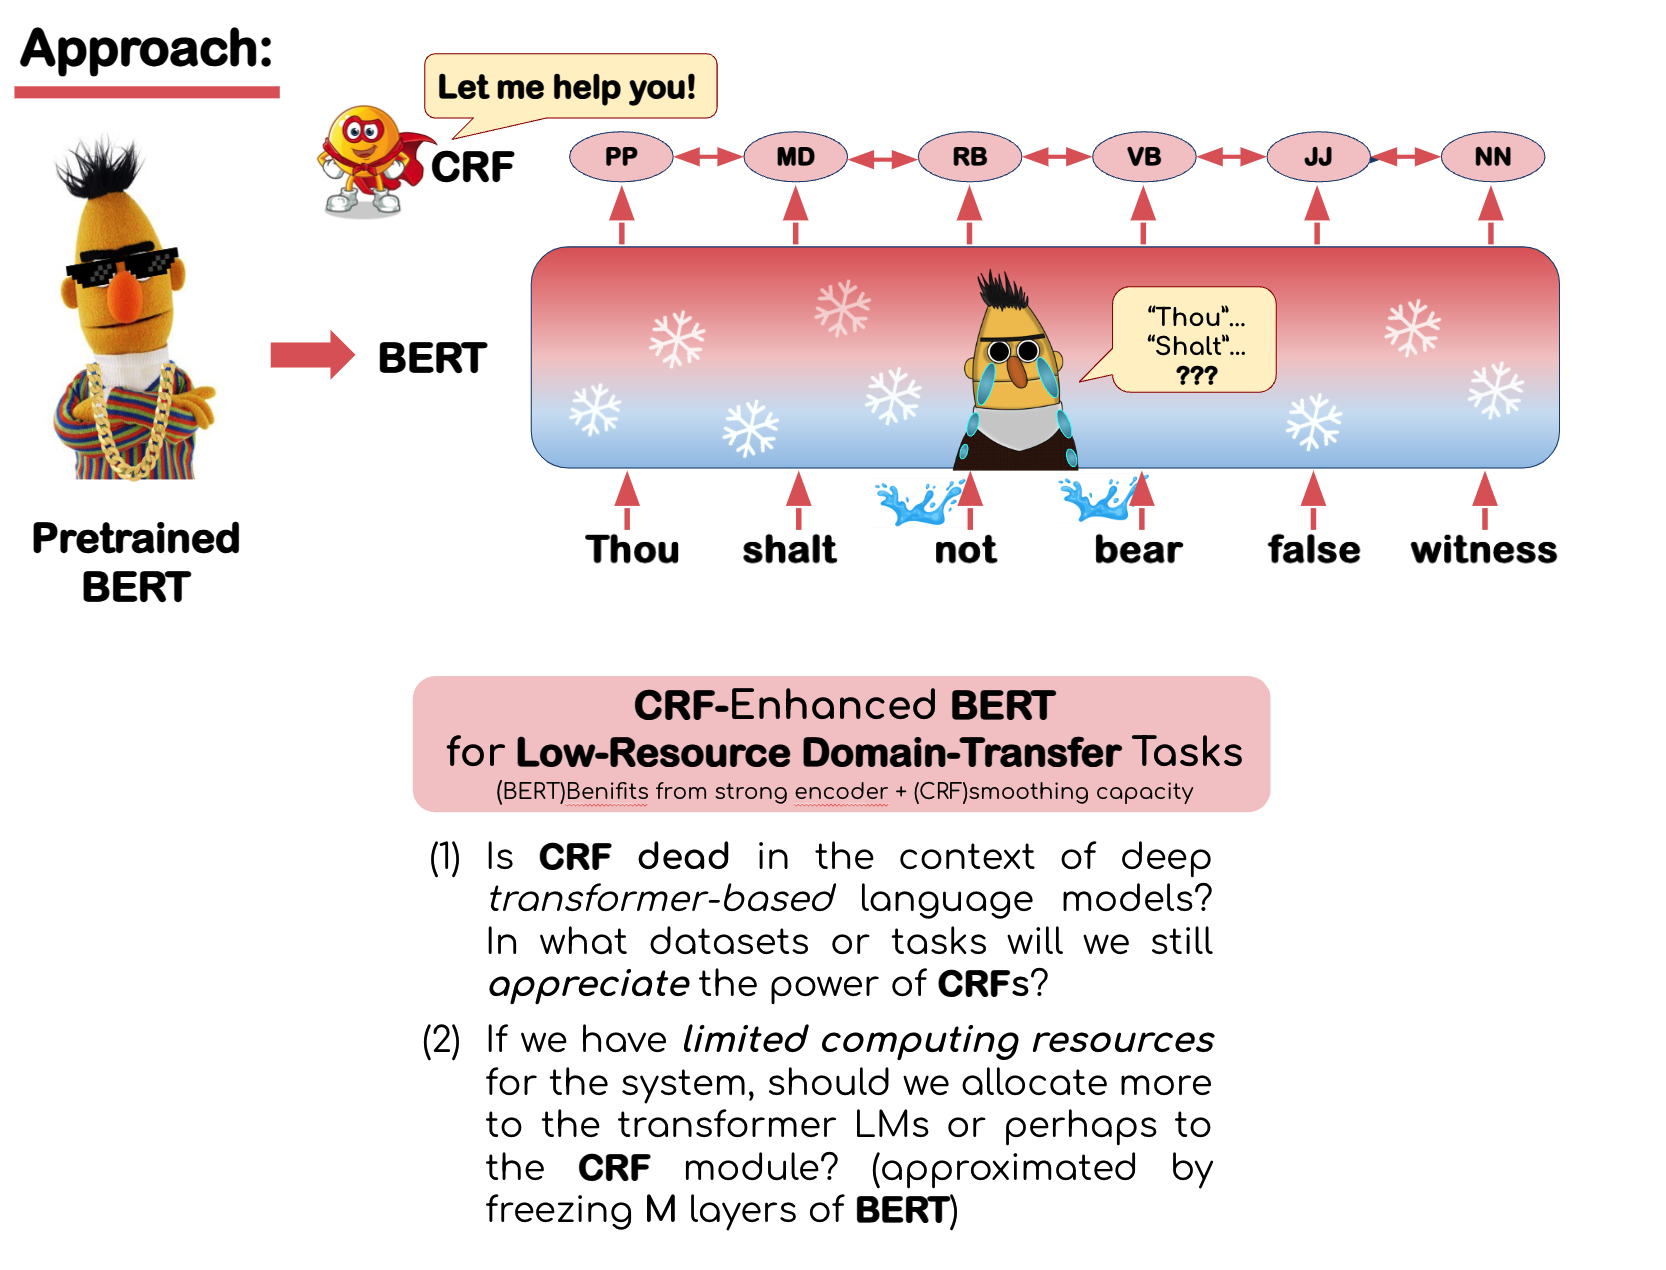 Approach:
Let me help you!
CRF
PP MD RB VB JJ NN
"Thou"...
"Shalt"...
???
BERT
Thou shalt not bear false witness
Pretrained
BERT
CRF-Enhanced BERT
for Low-Resource Domain-Transfer Tasks
(BERT)Benifits from strong encoder + (CRF)smoothing capacity
(1) Is CRF dead in the context of deep
transformer-based language models?
In what datasets or tasks will we still
appreciate the power of CRFs?
(2) If we have limited computing resources
for the system, should we allocate more
to the transformer LMs or perhaps to
the CRF module? (approximated by
freezing M layers of BERT)